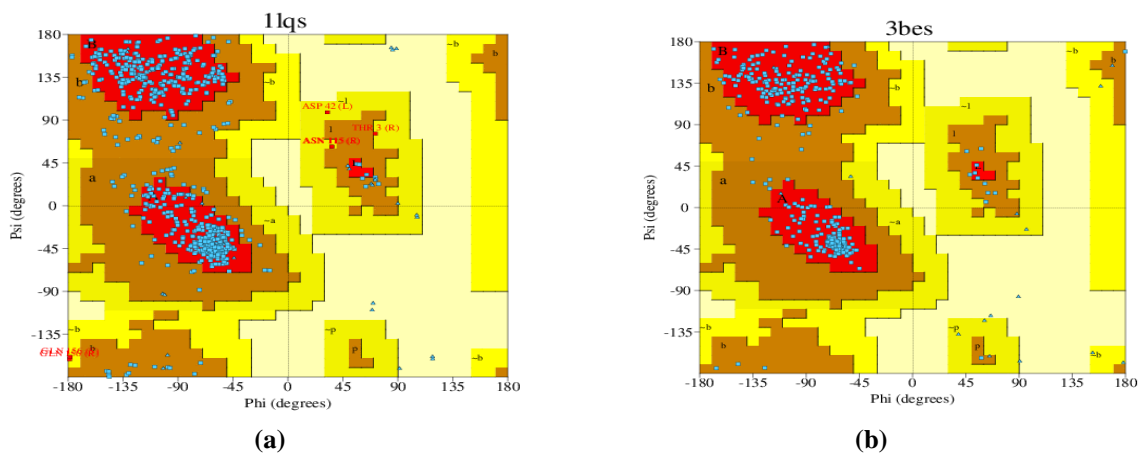 1lqs
180
135
90
45
0
-45
-90
-135
-180
-180 -135 -90 -45 0 45 90 135 180
Psi (degrees)
Phi (degrees)
B
b
a
~b
~a
~l
l
ASP 42 (L)
THR 3 (R)
ASN 115 (R)
~b
b
~b
b
~p
p
~b
(a)
3bes
180
135
90
45
0
-45
-90
-135
-180
-180 -135 -90 -45 0 45 90 135 180
Psi (degrees)
Phi (degrees)
B
b
a
A
~b
~a
~l
l
~b
b
~b
b
~p
p
~b
(b)